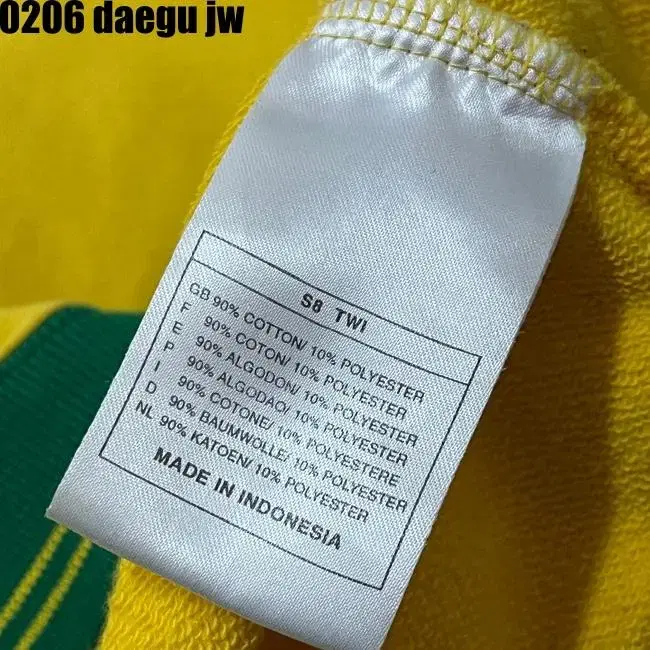 0206 daegu jw
S8 TWI
GB 90% COTTON/ 10% POLYESTER
F 90% COTON/ 10% POLYESTER
E 90% ALGODON/ 10% POLYESTER
P 90% ALGODAO/ 10% POLYESTER
I 90% COTONE/ 10% POLYESTERE
D 90% BAUMWOLLE/ 10% POLYESTER
NL 90% KATOEN/ 10% POLYESTER
MADE IN INDONESIA